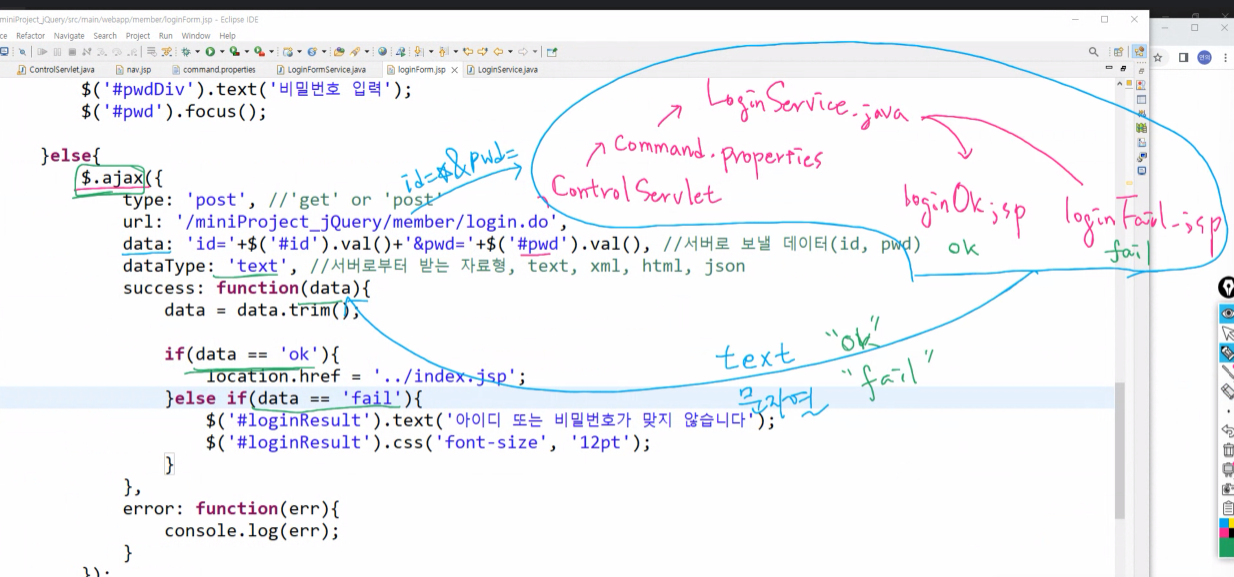 miniProject_jQuery/src/main/webapp/member/loginForm.jsp - Eclipse IDE
Refactor Navigate Search Project Run Window Help
ControlServlet.java nav.jsp command.properties LoginFormService.java loginForm.jsp LoginService.java
$('#pwdDiv').text('비밀번호 입력');
$('#pwd').focus();
LoginService.java
}else{
id= &pwd=
Command.properties
$.ajax({
ControlServlet
type: 'post', //'get' or 'post'
loginOk.jsp loginFail.jsp
url: '/miniProject_jQuery/member/login.do',
data: 'id='+$('#id').val()+'&pwd='+$('#pwd').val(), //서버로 보낼 데이터(id, pwd)
ok fail
dataType: 'text', //서버로부터 받는 자료형, text, xml, html, json
success: function(data){
data = data.trim();
"ok"
text
if(data == 'ok'){
"fail"
location.href = '../index.jsp';
문자열
}else if(data == 'fail'){
$('#loginResult').text('아이디 또는 비밀번호가 맞지 않습니다');
$('#loginResult').css('font-size', '12pt');
}
},
error: function(err){
console.log(err);
}
});